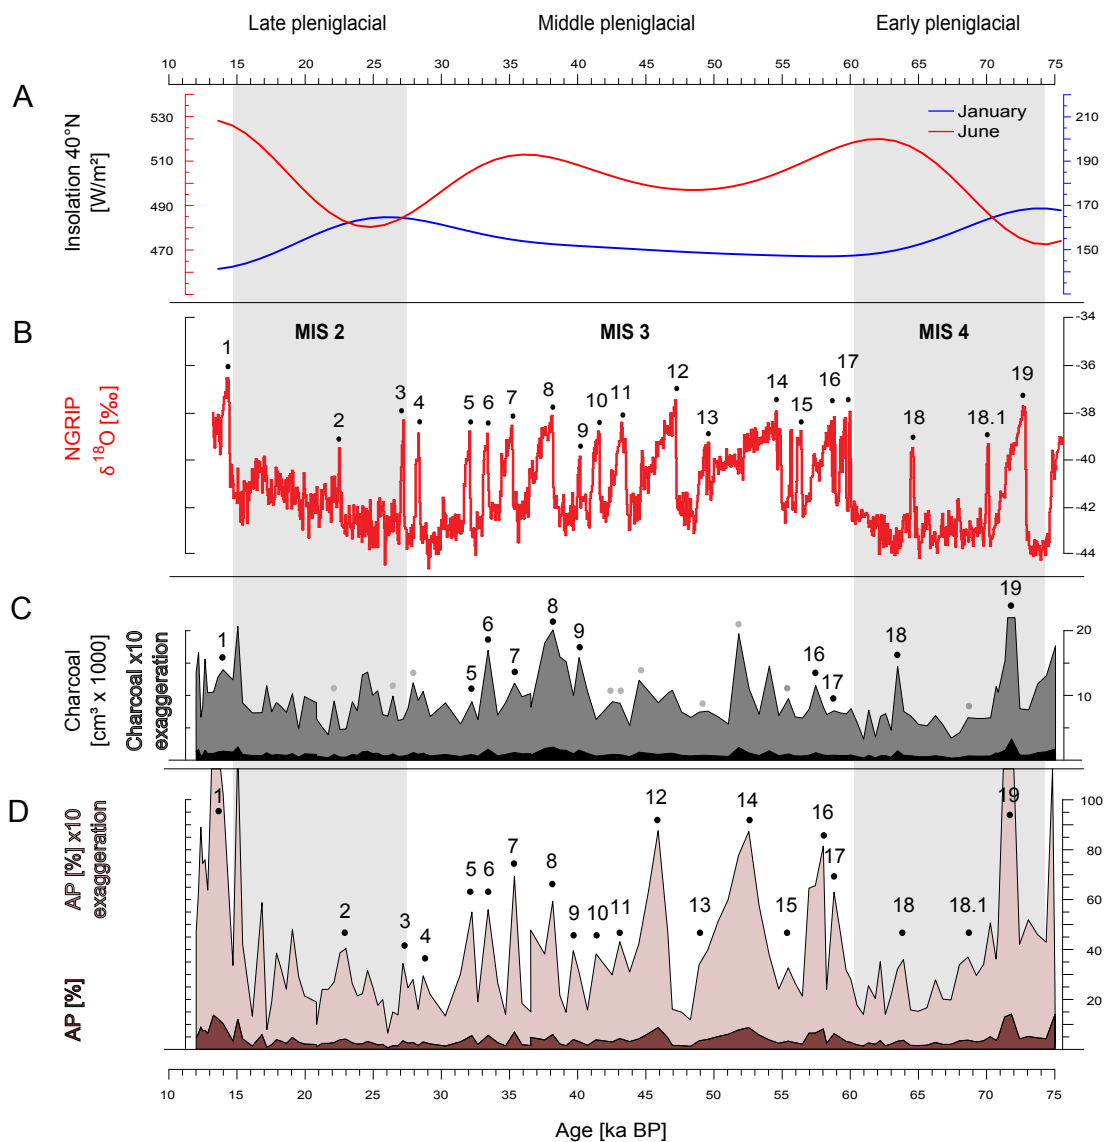 Late pleniglacial Middle pleniglacial Early pleniglacial
10 15 20 25 30 35 40 45 50 55 60 65 70 75
A
Insolation 40°N
[W/m²]
530
510
490
470
210
190
170
150
January
June
B
NGRIP
δ¹⁸O [‰]
MIS 2 MIS 3 MIS 4
-34
-36
-38
-40
-42
-44
1 2 3 4 5 6 7 8 9 10 11 12 13 14 15 16 17 18 18.1 19
C
Charcoal
[cm³ x 1000]
Charcoal x10
exaggeration
20
10
1 5 6 7 8 9 16 17 18 19
D
AP [%] x10
exaggeration
AP [%]
100
80
60
40
20
1 2 3 4 5 6 7 8 9 10 11 12 13 14 15 16 17 18 18.1 19
10 15 20 25 30 35 40 45 50 55 60 65 70 75
Age [ka BP]